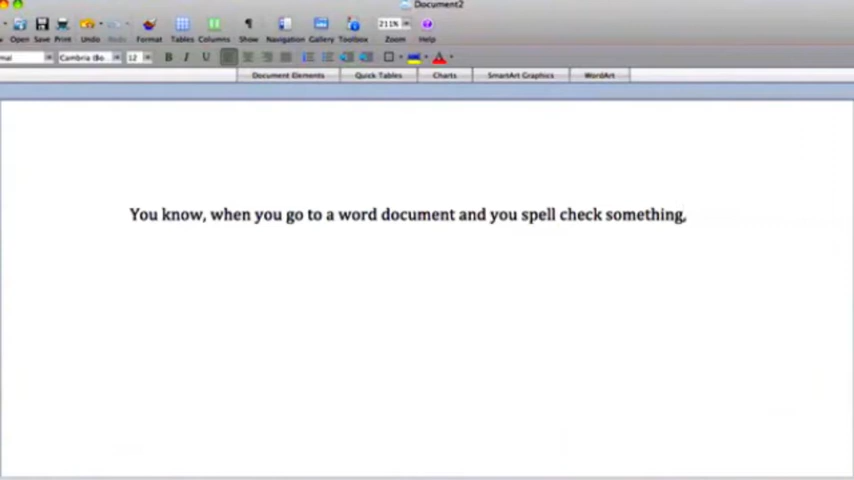 Document2
Open Save Print Undo Redo Format Tables Columns Show Navigation Gallery Toolbox Zoom Help
211%
Cambria (Bo... 12 B I U
Document Elements Quick Tables Charts SmartArt Graphics WordArt
You know, when you go to a word document and you spell check something,